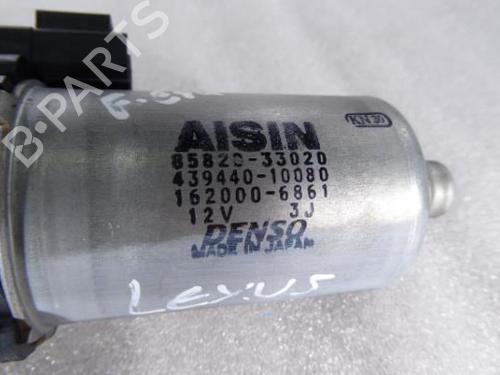 B-PARTS
KN30
AISIN
85820-33020
439440-10080
162000-6861
12V 3J
DENSO
MADE IN JAPAN
LEXUS